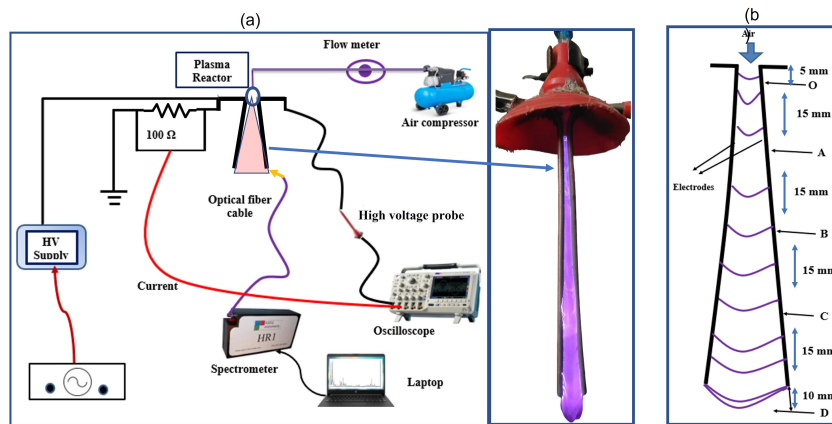 (a)
Plasma
Reactor
Flow meter
Air compressor
100 Ω
Optical fiber
cable
High voltage probe
HV
Supply
Current
Oscilloscope
HR1
Spectrometer
Laptop
(b
)
Air
5 mm
O
15 mm
A
Electrodes
15 mm
B
15 mm
C
15 mm
10 mm
D